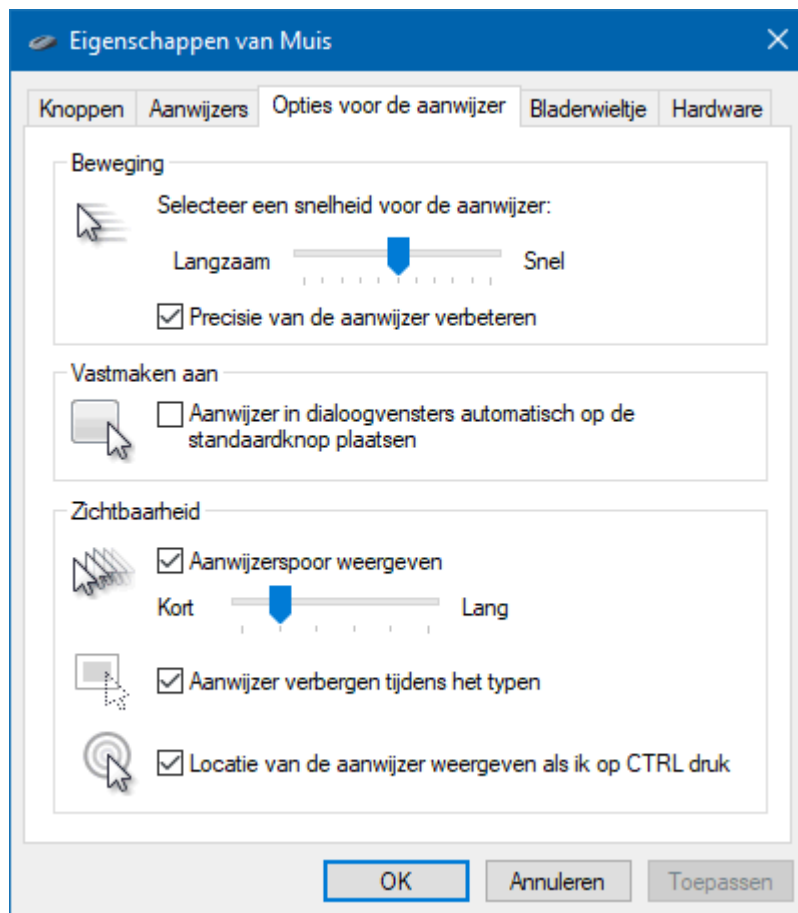 Eigenschappen van Muis
Knoppen Aanwijzers Opties voor de aanwijzer Bladerwieltje Hardware
Beweging
Selecteer een snelheid voor de aanwijzer:
Langzaam Snel
Precisie van de aanwijzer verbeteren
Vastmaken aan
Aanwijzer in dialoogvensters automatisch op de
standaardknop plaatsen
Zichtbaarheid
Aanwijzerspoor weergeven
Kort Lang
Aanwijzer verbergen tijdens het typen
Locatie van de aanwijzer weergeven als ik op CTRL druk
OK Annuleren Toepassen